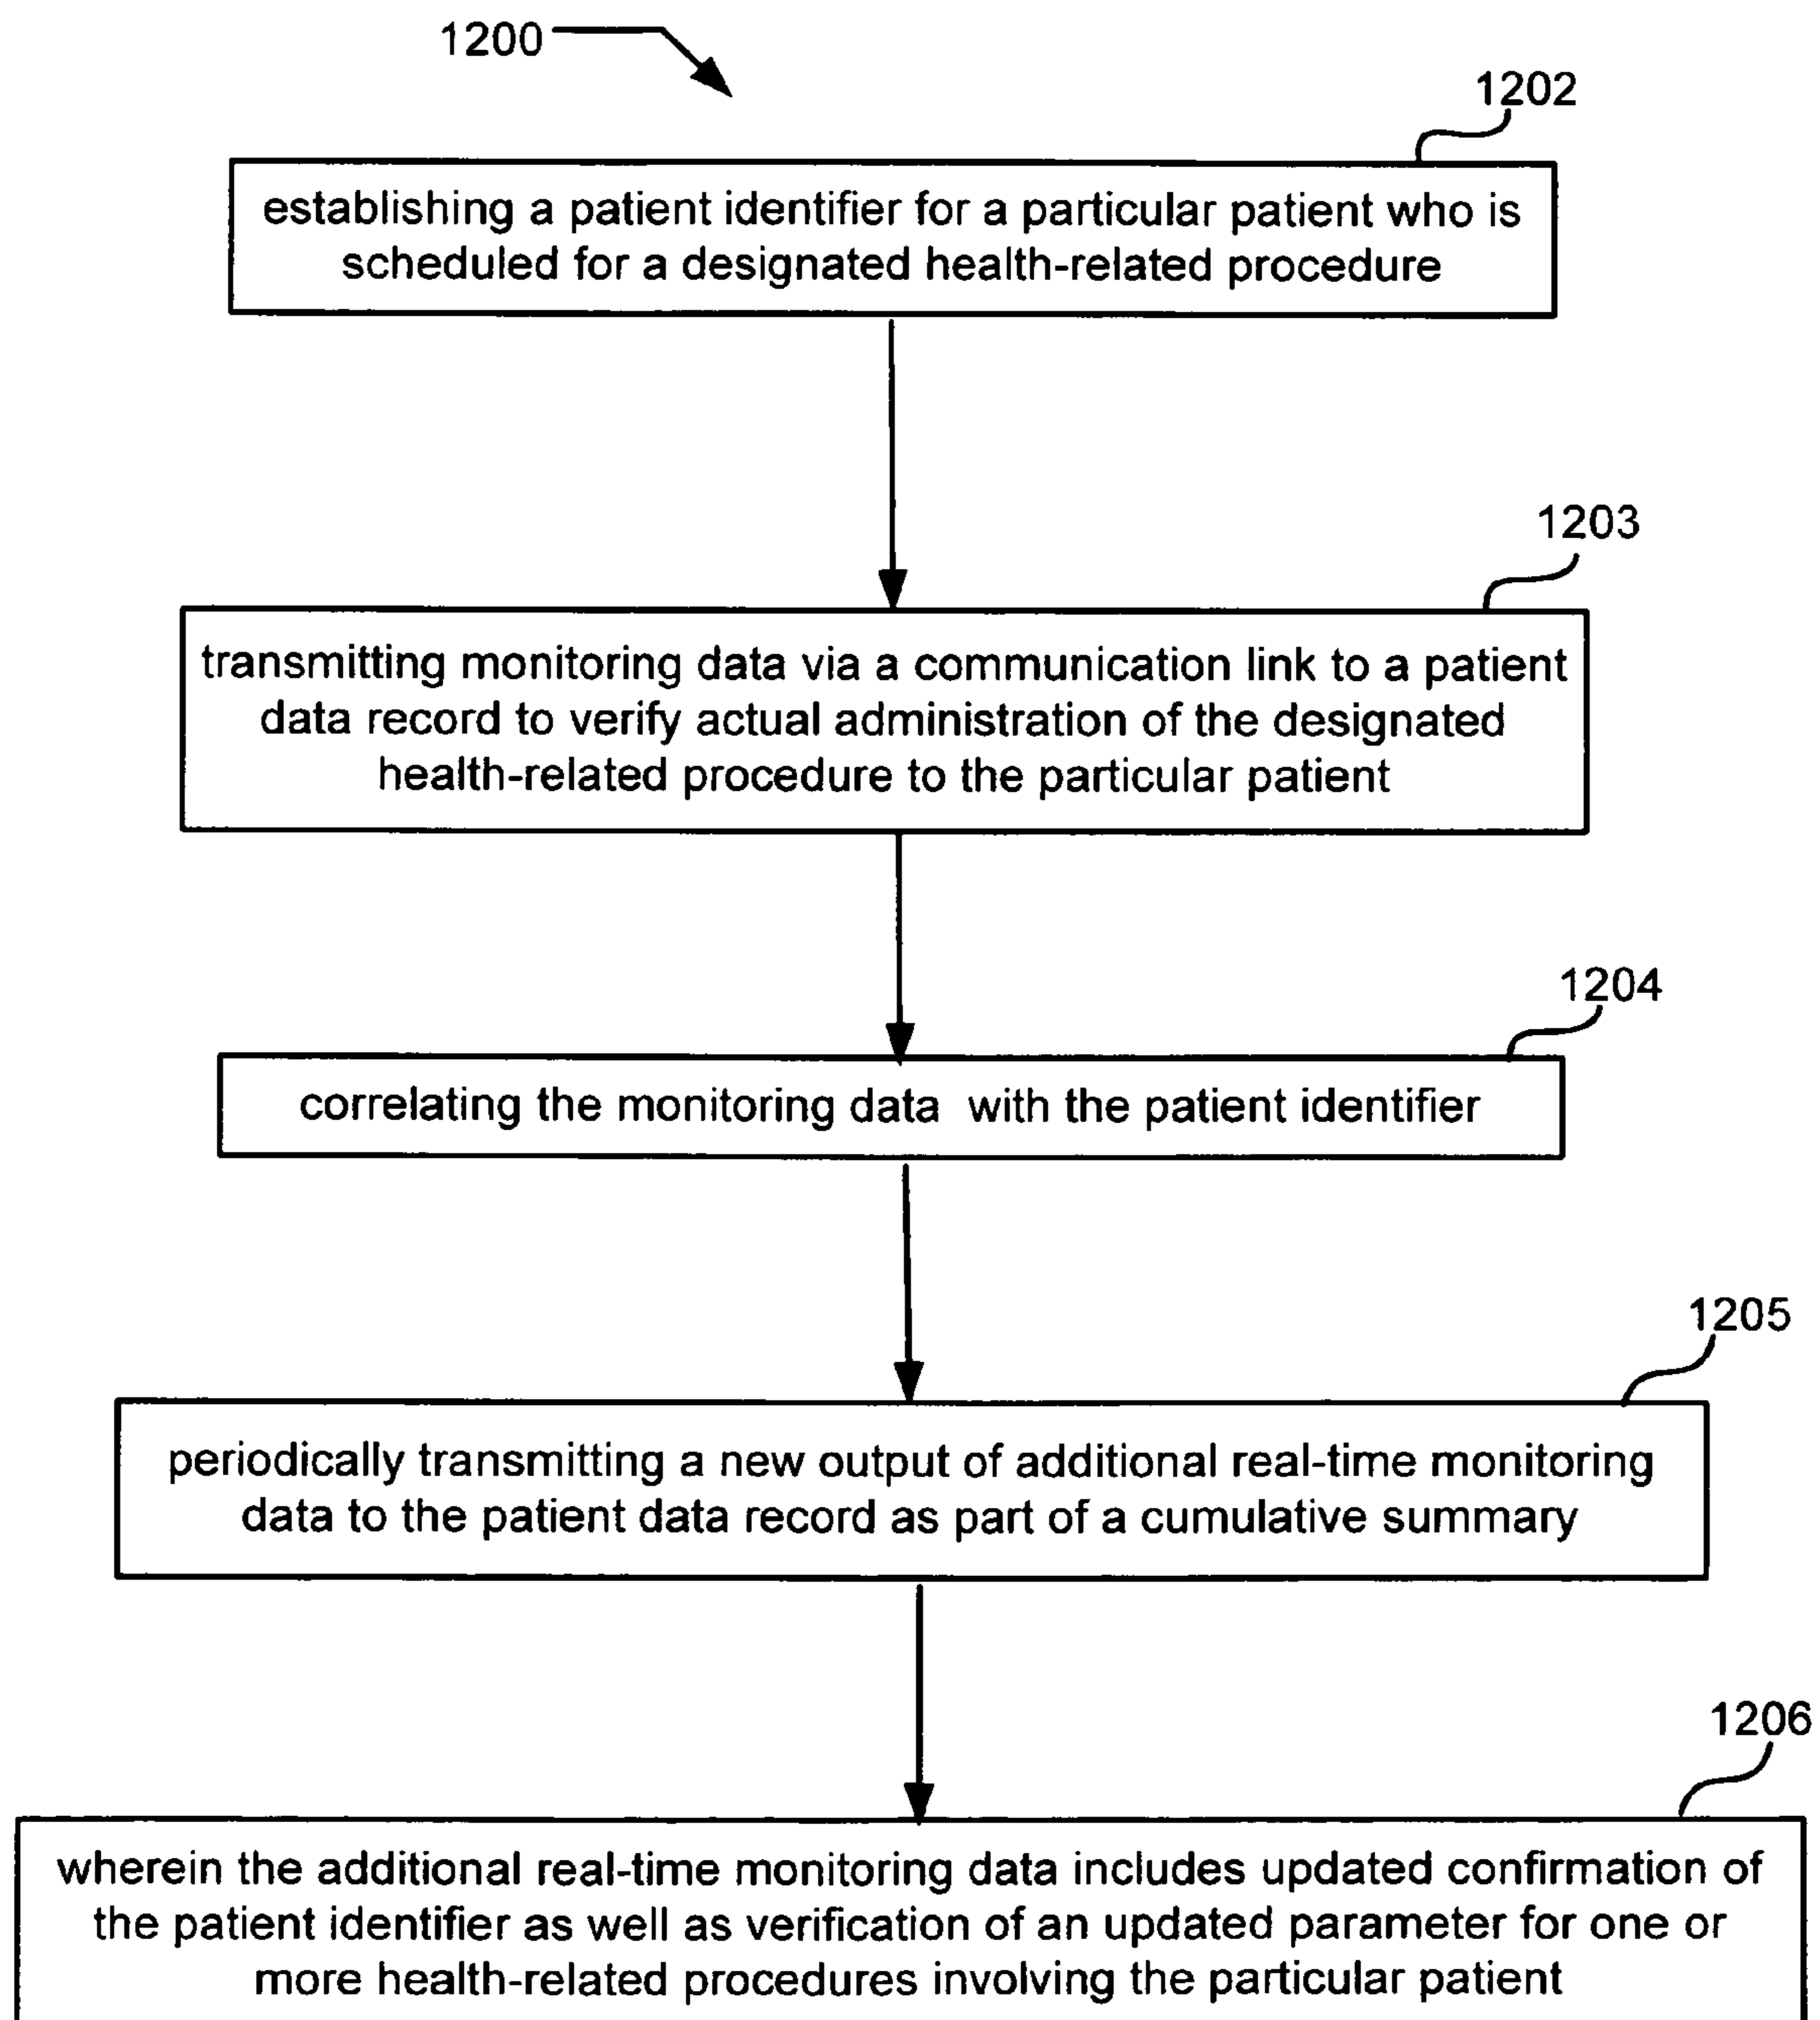 1200
1202
establishing a patient identifier for a particular patient who is
scheduled for a designated health-related procedure
1203
transmitting monitoring data via a communication link to a patient
data record to verify actual administration of the designated
health-related procedure to the particular patient
1204
correlating the monitoring data with the patient identifier
1205
periodically transmitting a new output of additional real-time monitoring
data to the patient data record as part of a cumulative summary
1206
wherein the additional real-time monitoring data includes updated confirmation of
the patient identifier as well as verification of an updated parameter for one or
more health-related procedures involving the particular patient